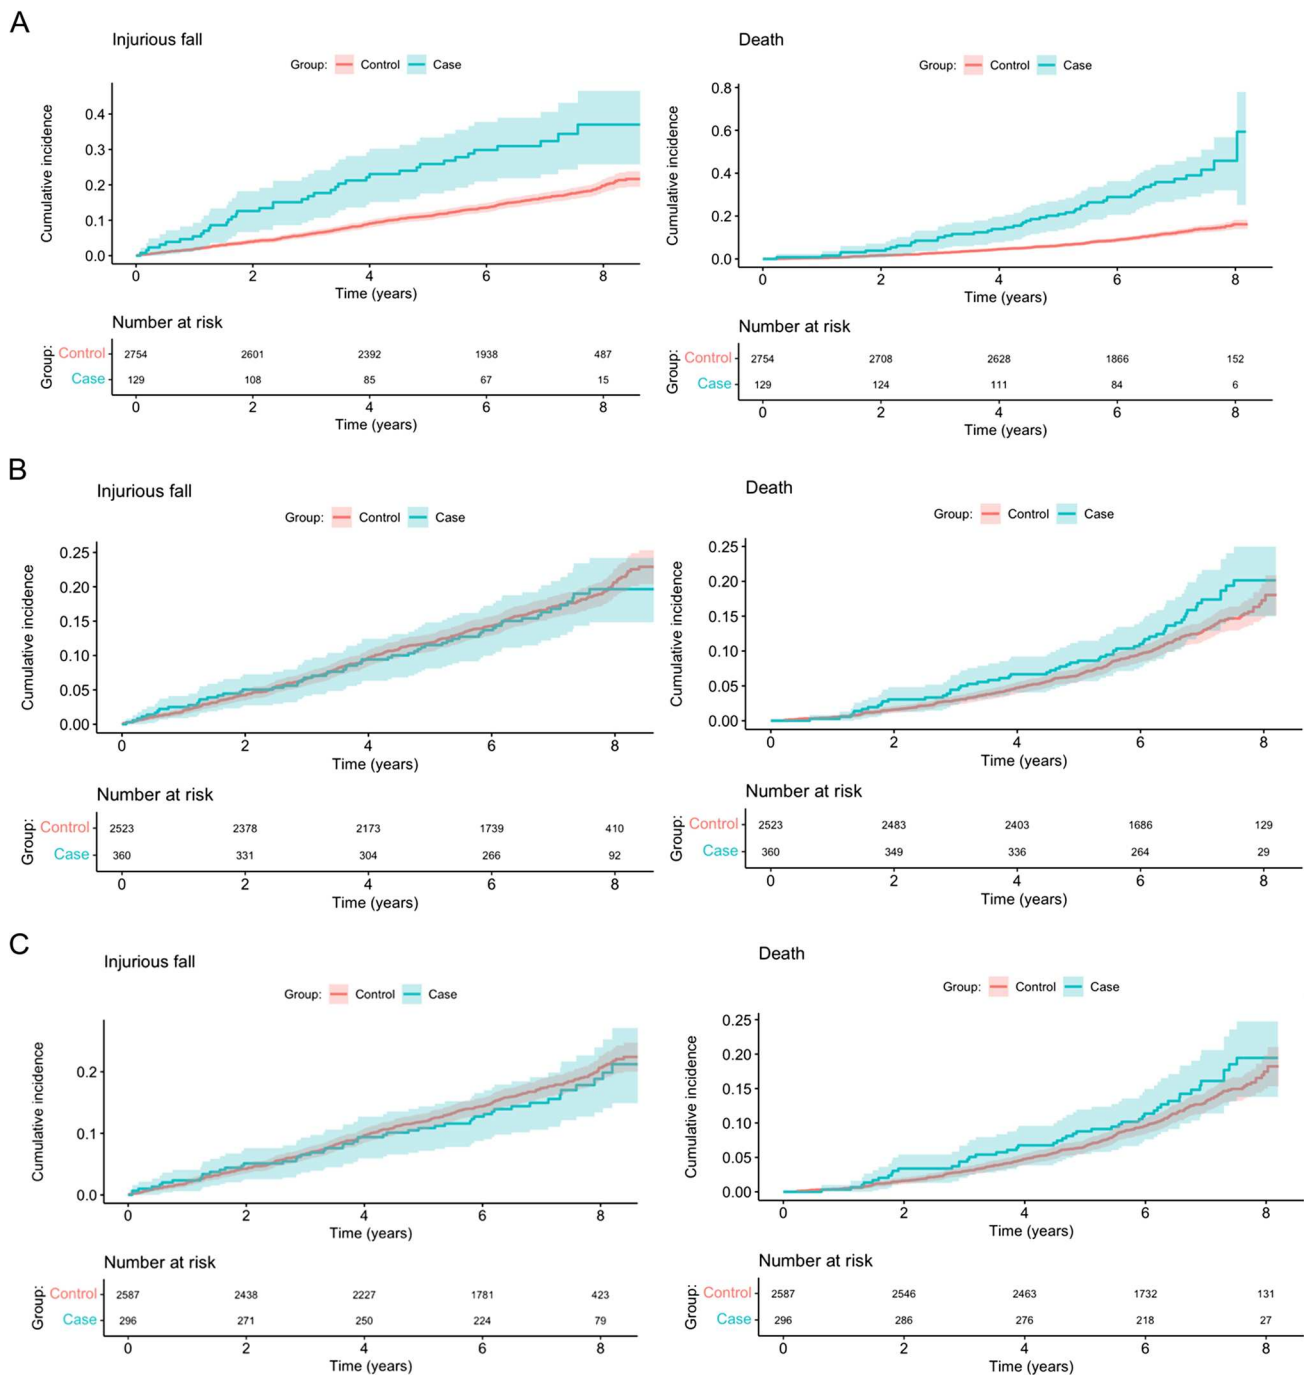 A
Injurious fall
Group: Control Case
Cumulative incidence
0.4
0.3
0.2
0.1
0.0
0 2 4 6 8
Time (years)
Number at risk
Group:
Control 2754 2601 2392 1938 487
Case 129 108 85 67 15
0 2 4 6 8
Time (years)
Death
Group: Control Case
Cumulative incidence
0.8
0.6
0.4
0.2
0.0
0 2 4 6 8
Time (years)
Number at risk
Group:
Control 2754 2708 2628 1866 152
Case 129 124 111 84 6
0 2 4 6 8
Time (years)
B
Injurious fall
Group: Control Case
Cumulative incidence
0.25
0.20
0.15
0.10
0.05
0.00
0 2 4 6 8
Time (years)
Number at risk
Group:
Control 2523 2378 2173 1739 410
Case 360 331 304 266 92
0 2 4 6 8
Time (years)
Death
Group: Control Case
Cumulative incidence
0.25
0.20
0.15
0.10
0.05
0.00
0 2 4 6 8
Time (years)
Number at risk
Group:
Control 2523 2483 2403 1686 129
Case 360 349 336 264 29
0 2 4 6 8
Time (years)
C
Injurious fall
Group: Control Case
Cumulative incidence
0.2
0.1
0.0
0 2 4 6 8
Time (years)
Number at risk
Group:
Control 2587 2438 2227 1781 423
Case 296 271 250 224 79
0 2 4 6 8
Time (years)
Death
Group: Control Case
Cumulative incidence
0.25
0.20
0.15
0.10
0.05
0.00
0 2 4 6 8
Time (years)
Number at risk
Group:
Control 2587 2546 2463 1732 131
Case 296 286 276 218 27
0 2 4 6 8
Time (years)